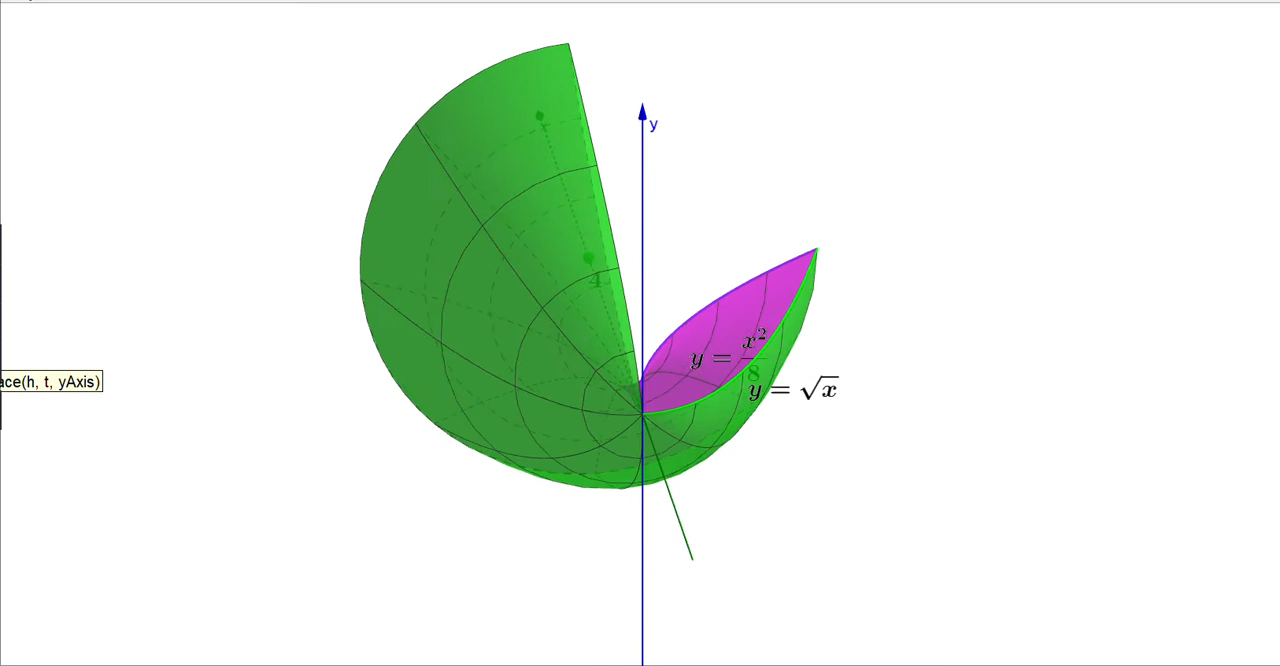 y
4
y = x²/8
y = √x
ace(h, t, yAxis)